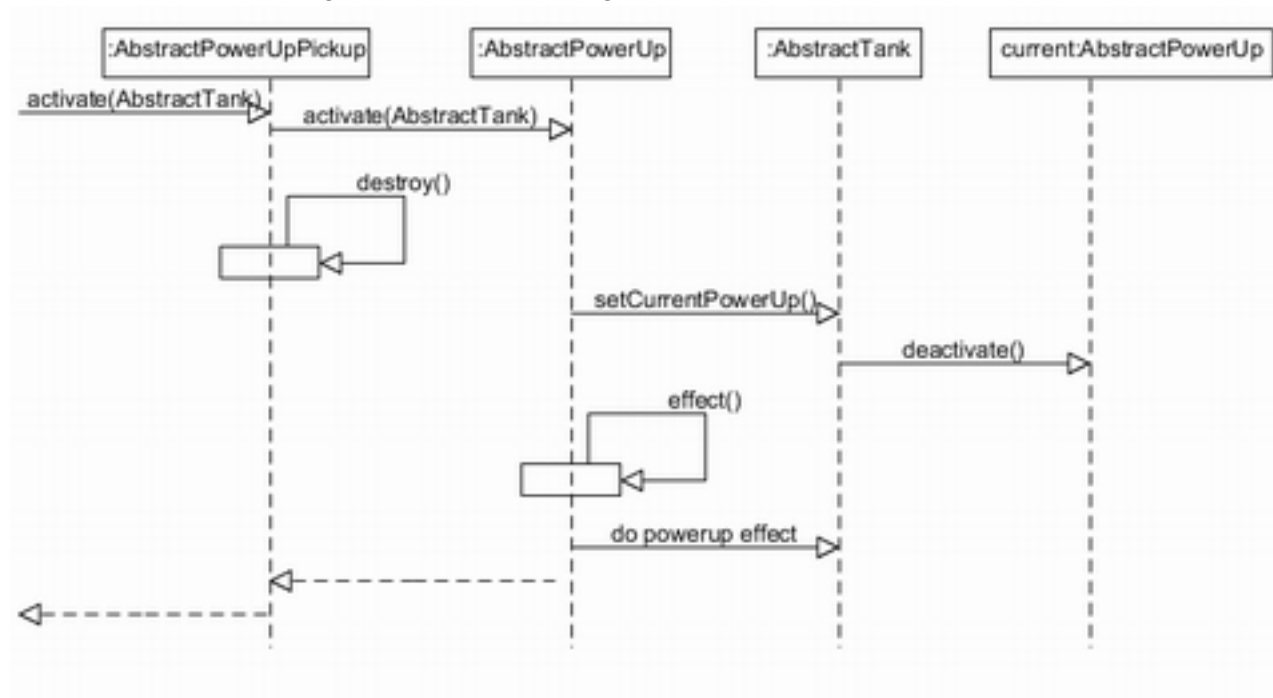 :AbstractPowerUpPickup
:AbstractPowerUp
:AbstractTank
current:AbstractPowerUp
activate(AbstractTank)
activate(AbstractTank)
destroy()
setCurrentPowerUp()
deactivate()
effect()
do powerup effect